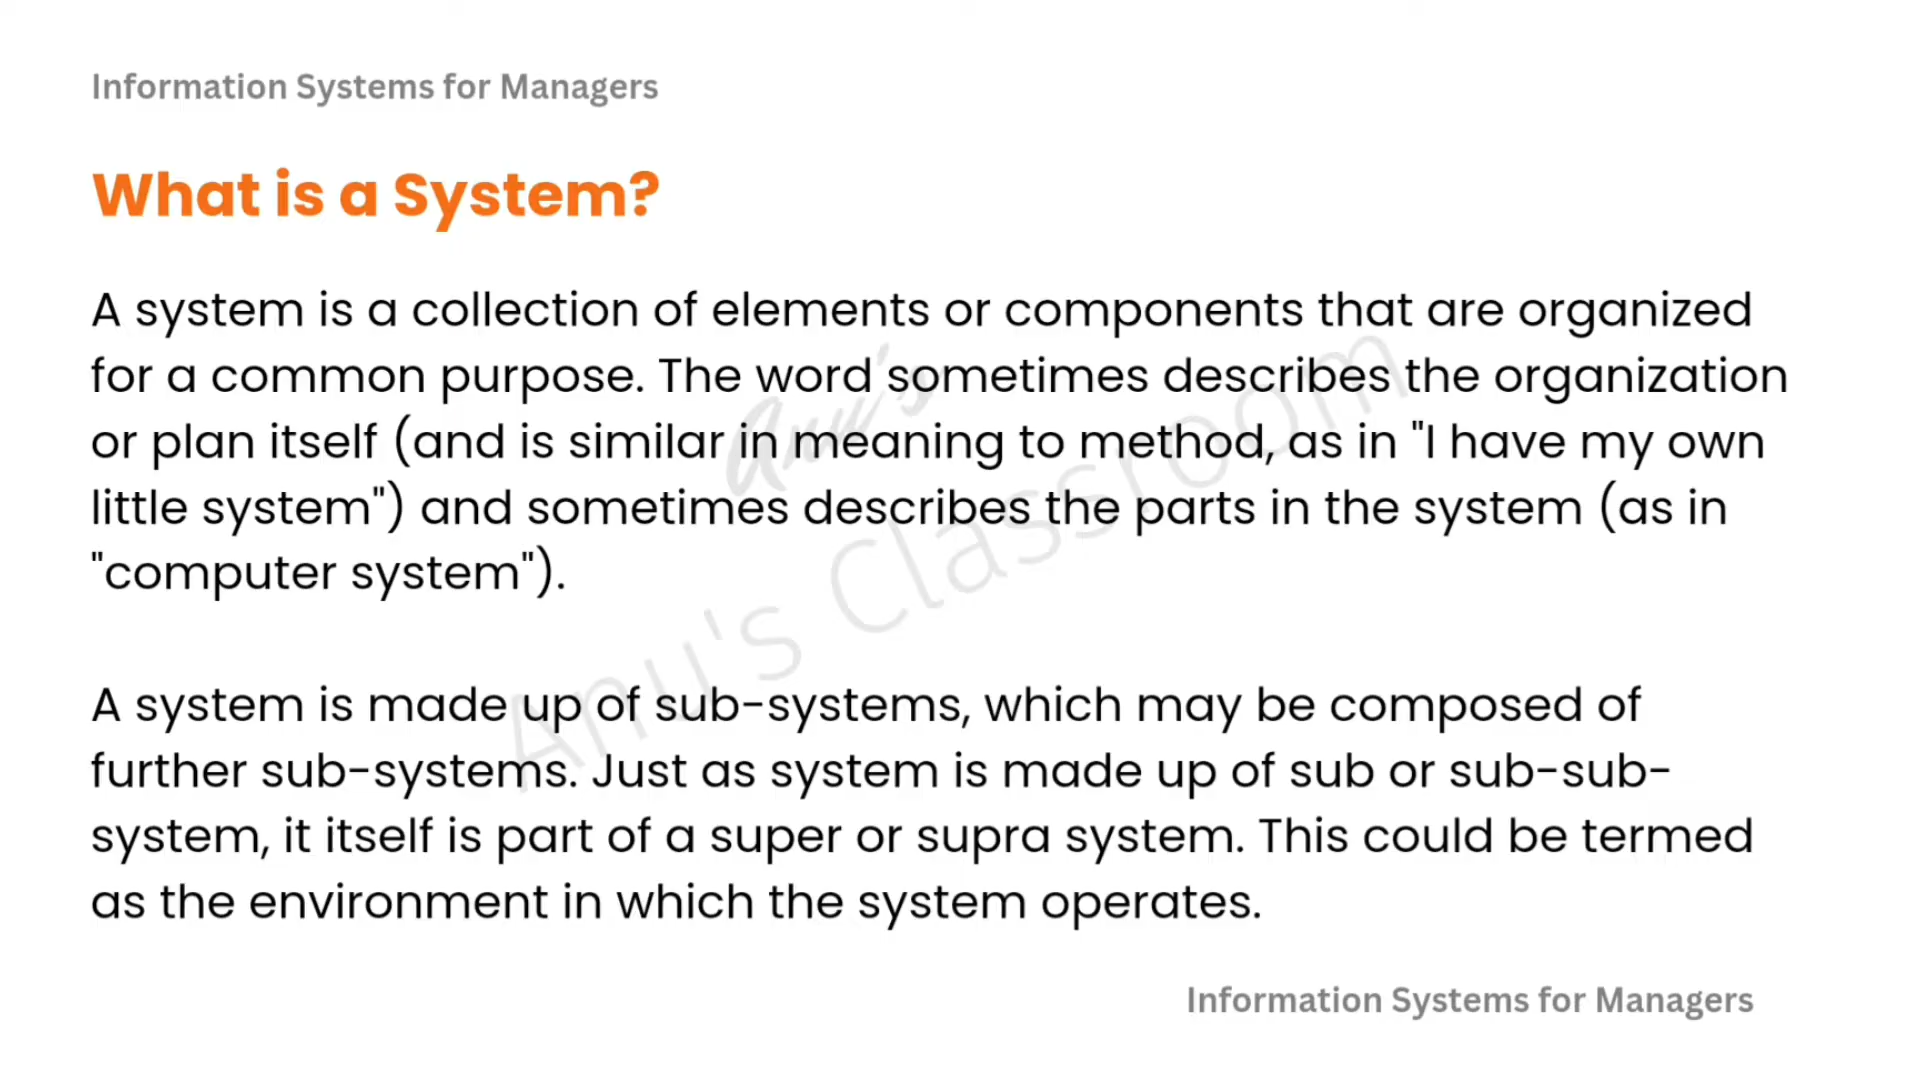 Information Systems for Managers
What is a System?
A system is a collection of elements or components that are organized
for a common purpose. The word sometimes describes the organization
or plan itself (and is similar in meaning to method, as in "I have my own
little system") and sometimes describes the parts in the system (as in
"computer system").
A system is made up of sub-systems, which may be composed of
further sub-systems. Just as system is made up of sub or sub-sub-
system, it itself is part of a super or supra system. This could be termed
as the environment in which the system operates.
Anu's
Anu's Classroom
Information Systems for Managers